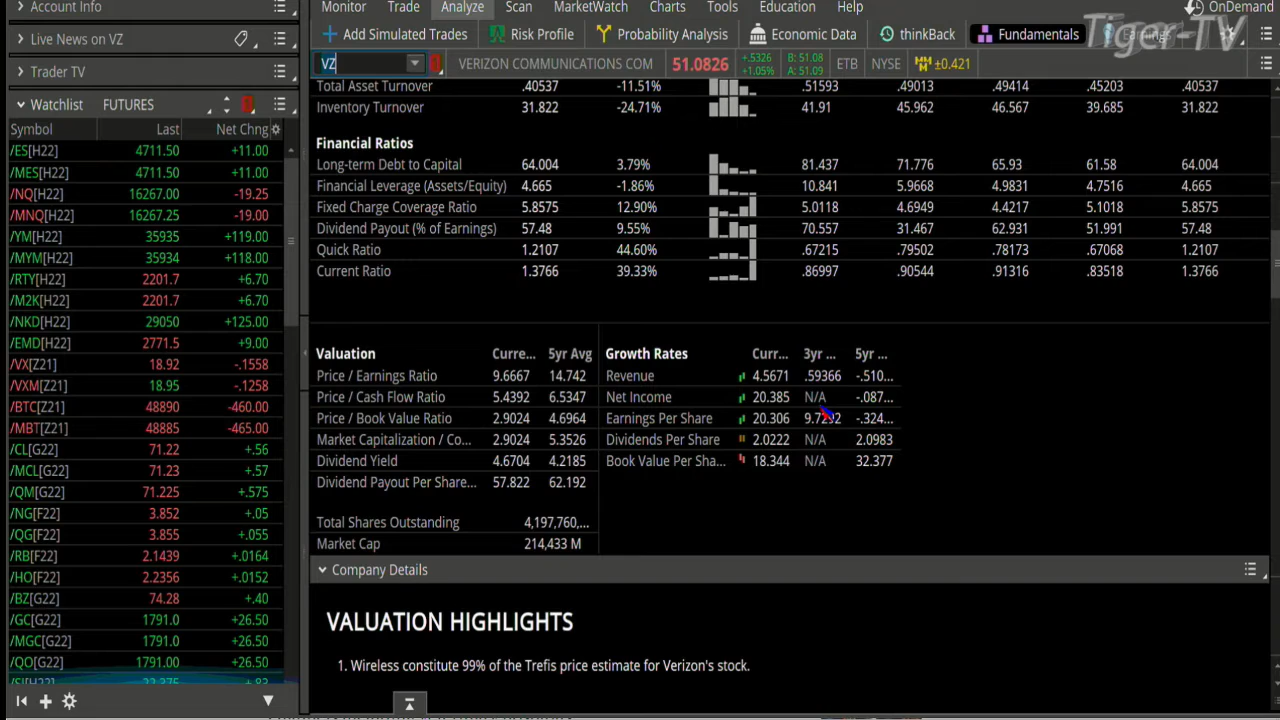 Account Info
Monitor Trade Analyze Scan MarketWatch Charts Tools Education Help OnDemand
Live News on VZ
Add Simulated Trades Risk Profile Probability Analysis Economic Data thinkBack Fundamentals Earnings
Tiger-TV
Trader TV
VZ VERIZON COMMUNICATIONS COM 51.0826 +.5326 +1.05% B: 51.08 A: 51.09 ETB NYSE ±0.421
Watchlist FUTURES
Symbol Last Net Chng
/ES[H22] 4711.50 +11.00
/MES[H22] 4711.50 +11.00
/NQ[H22] 16267.00 -19.25
/MNQ[H22] 16267.25 -19.00
/YM[H22] 35935 +119.00
/MYM[H22] 35934 +118.00
/RTY[H22] 2201.7 +6.70
/M2K[H22] 2201.7 +6.70
/NKD[H22] 29050 +125.00
/EMD[H22] 2771.5 +9.00
/VX[Z21] 18.92 -.1558
/VXM[Z21] 18.95 -.1258
/BTC[Z21] 48890 -460.00
/MBT[Z21] 48885 -465.00
/CL[G22] 71.22 +.56
/MCL[G22] 71.23 +.57
/QM[G22] 71.225 +.575
/NG[F22] 3.852 +.05
/QG[F22] 3.855 +.055
/RB[F22] 2.1439 +.0164
/HO[F22] 2.2356 +.0152
/BZ[G22] 74.28 +.40
/GC[G22] 1791.0 +26.50
/MGC[G22] 1791.0 +26.50
/QO[G22] 1791.00 +26.50
/SI[H22] 22.375 +.83
Total Asset Turnover .40537 -11.51% .51593 .49013 .49414 .45203 .40537
Inventory Turnover 31.822 -24.71% 41.91 45.962 46.567 39.685 31.822
Financial Ratios
Long-term Debt to Capital 64.004 3.79% 81.437 71.776 65.93 61.58 64.004
Financial Leverage (Assets/Equity) 4.665 -1.86% 10.841 5.9668 4.9831 4.7516 4.665
Fixed Charge Coverage Ratio 5.8575 12.90% 5.0118 4.6949 4.4217 5.1018 5.8575
Dividend Payout (% of Earnings) 57.48 9.55% 70.557 31.467 62.931 51.991 57.48
Quick Ratio 1.2107 44.60% .67215 .79502 .78173 .67068 1.2107
Current Ratio 1.3766 39.33% .86997 .90544 .91316 .83518 1.3766
Valuation Curre... 5yr Avg
Price / Earnings Ratio 9.6667 14.742
Price / Cash Flow Ratio 5.4392 6.5347
Price / Book Value Ratio 2.9024 4.6964
Market Capitalization / Co... 2.9024 5.3526
Dividend Yield 4.6704 4.2185
Dividend Payout Per Share... 57.822 62.192
Total Shares Outstanding 4,197,760,...
Market Cap 214,433 M
Growth Rates Curr... 3yr ... 5yr ...
Revenue 4.5671 .59366 -.510...
Net Income 20.385 N/A -.087...
Earnings Per Share 20.306 -.324...
Dividends Per Share 2.0222 N/A 2.0983
Book Value Per Sha... 18.344 N/A 32.377
Company Details
VALUATION HIGHLIGHTS
1. Wireless constitute 99% of the Trefis price estimate for Verizon's stock.